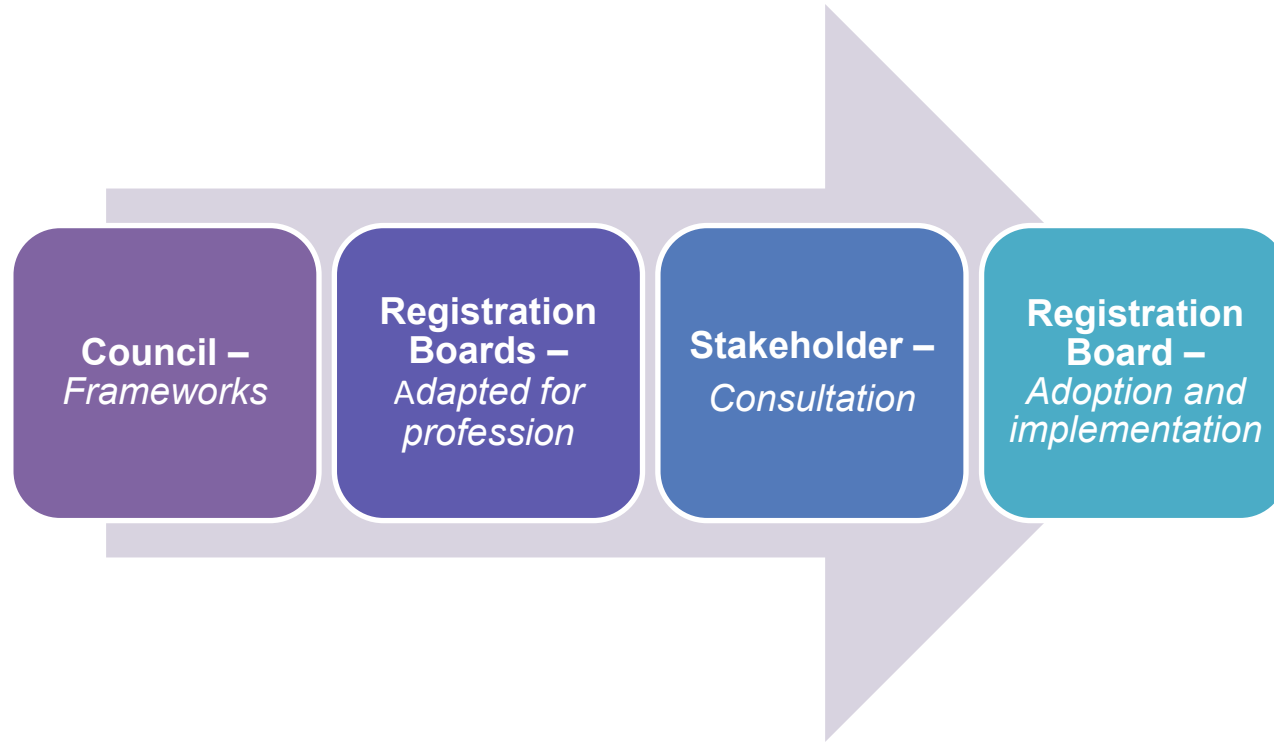 Council –
Frameworks
Registration
Boards –
Adapted for
profession
Stakeholder –
Consultation
Registration
Board –
Adoption and
implementation